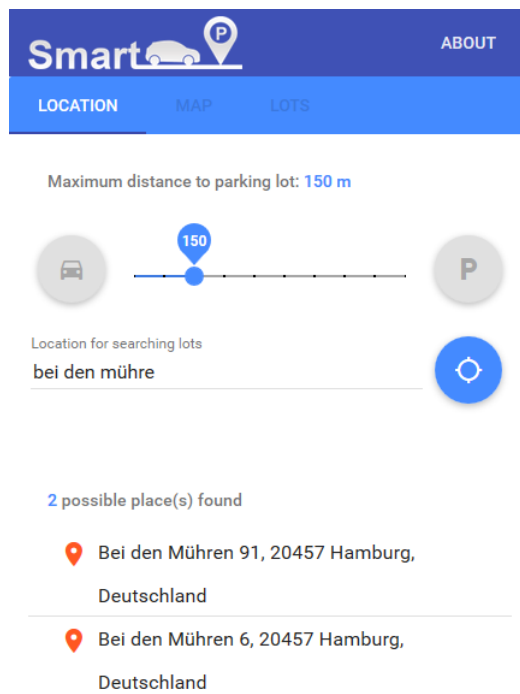 Smart P
ABOUT
LOCATION MAP LOTS
Maximum distance to parking lot: 150 m
150
P
Location for searching lots
bei den mühre
2 possible place(s) found
Bei den Mühren 91, 20457 Hamburg,
Deutschland
Bei den Mühren 6, 20457 Hamburg,
Deutschland